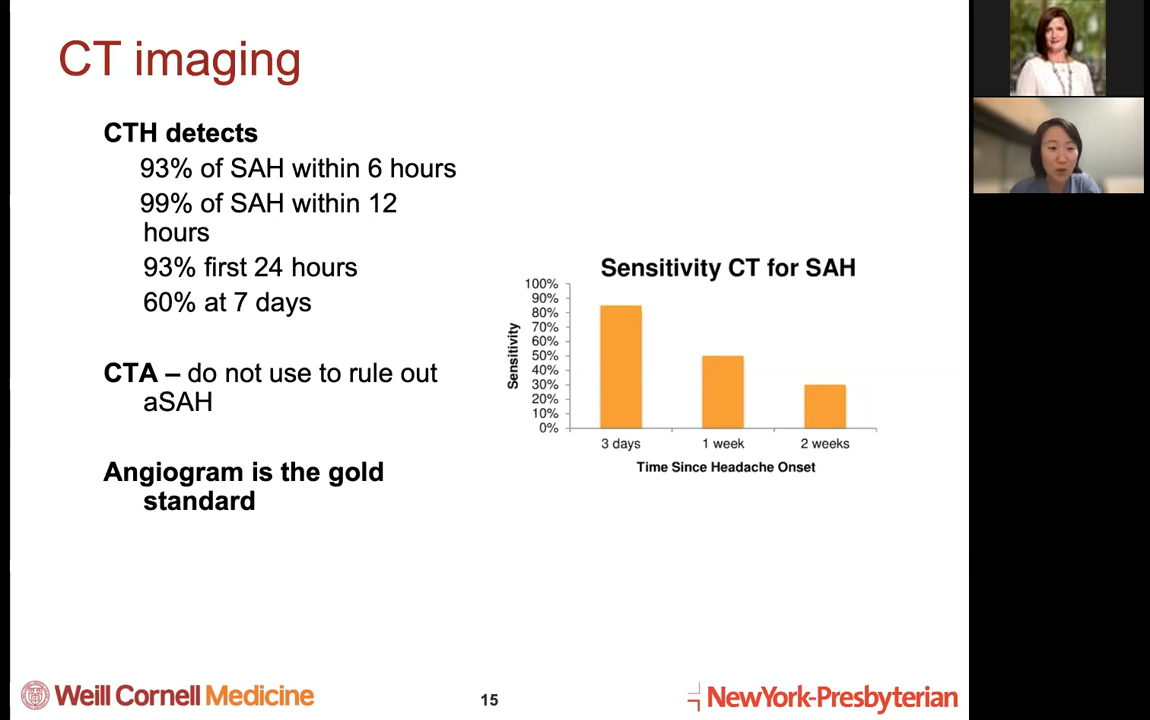 CT imaging
CTH detects
93% of SAH within 6 hours
99% of SAH within 12
hours
93% first 24 hours
60% at 7 days
CTA – do not use to rule out
aSAH
Angiogram is the gold
standard
Sensitivity CT for SAH
100%
90%
80%
70%
60%
50%
40%
30%
20%
10%
0%
Sensitivity
3 days
1 week
2 weeks
Time Since Headache Onset
Weill Cornell Medicine
15
NewYork-Presbyterian